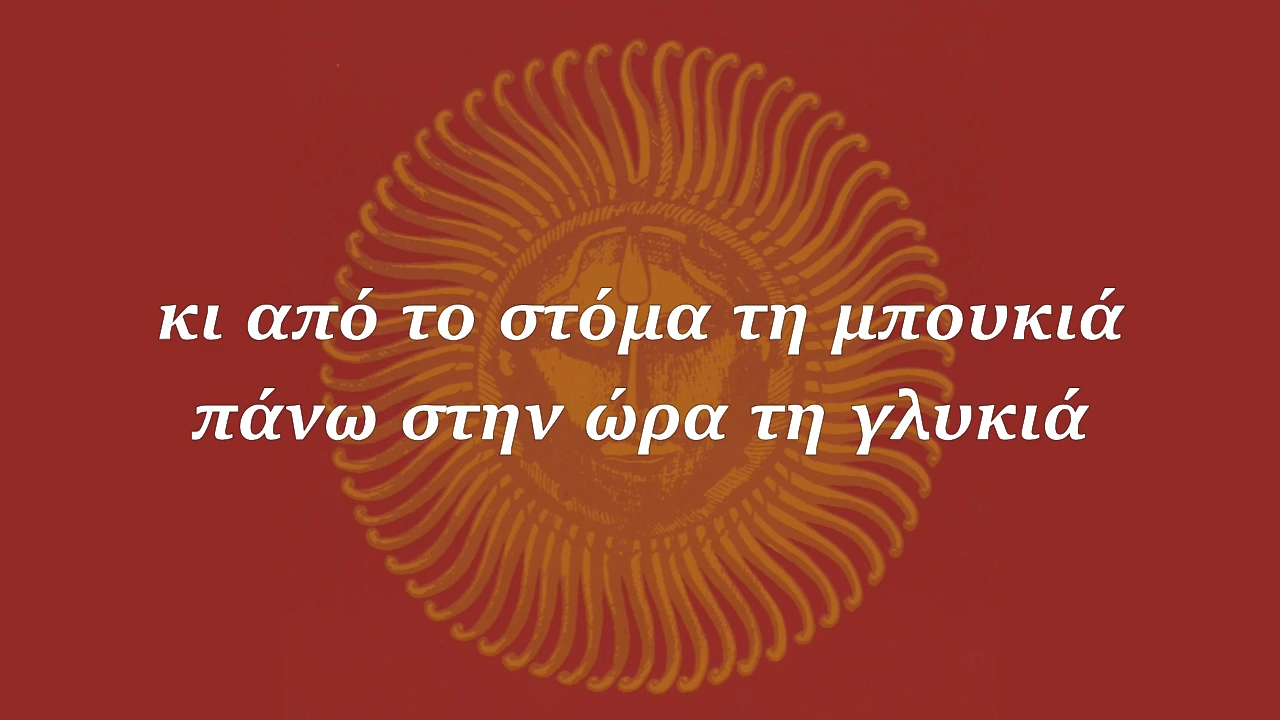 κι από το στόμα τη μπουκιά
πάνω στην ώρα τη γλυκιά